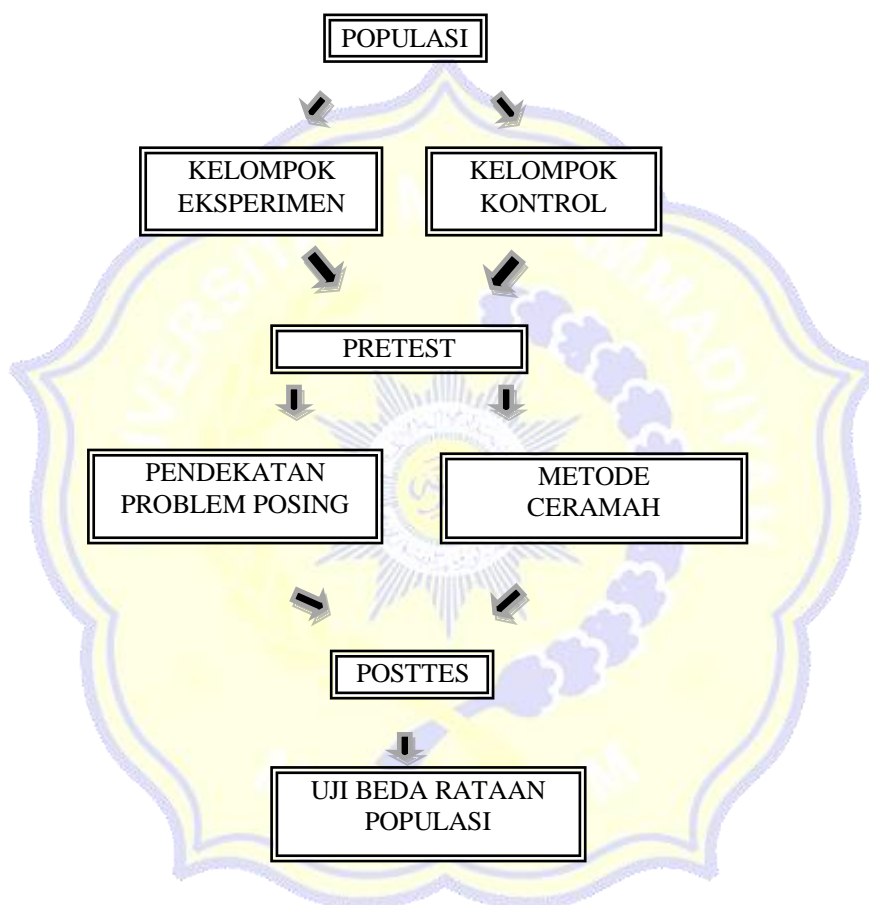 POPULASI
KELOMPOK
EKSPERIMEN
KELOMPOK
KONTROL
PRETEST
PENDEKATAN
PROBLEM POSING
METODE
CERAMAH
POSTTES
UJI BEDA RATAAN
POPULASI